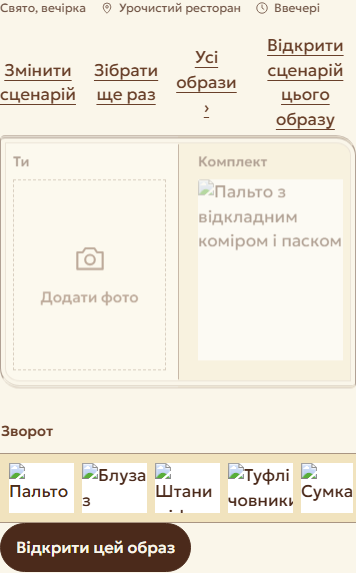 Свято, вечірка Урочистий ресторан Ввечері
Змінити сценарій
Зібрати ще раз
Усі образи ›
Відкрити сценарій цього образу
Ти
Комплект
Пальто з
відкладним
коміром і паском
Додати фото
Зворот
Пальто
Блуза
з
Штани
Туфлі
човники
Сумка
Відкрити цей образ